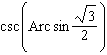 csc(Arc sin √3/2)